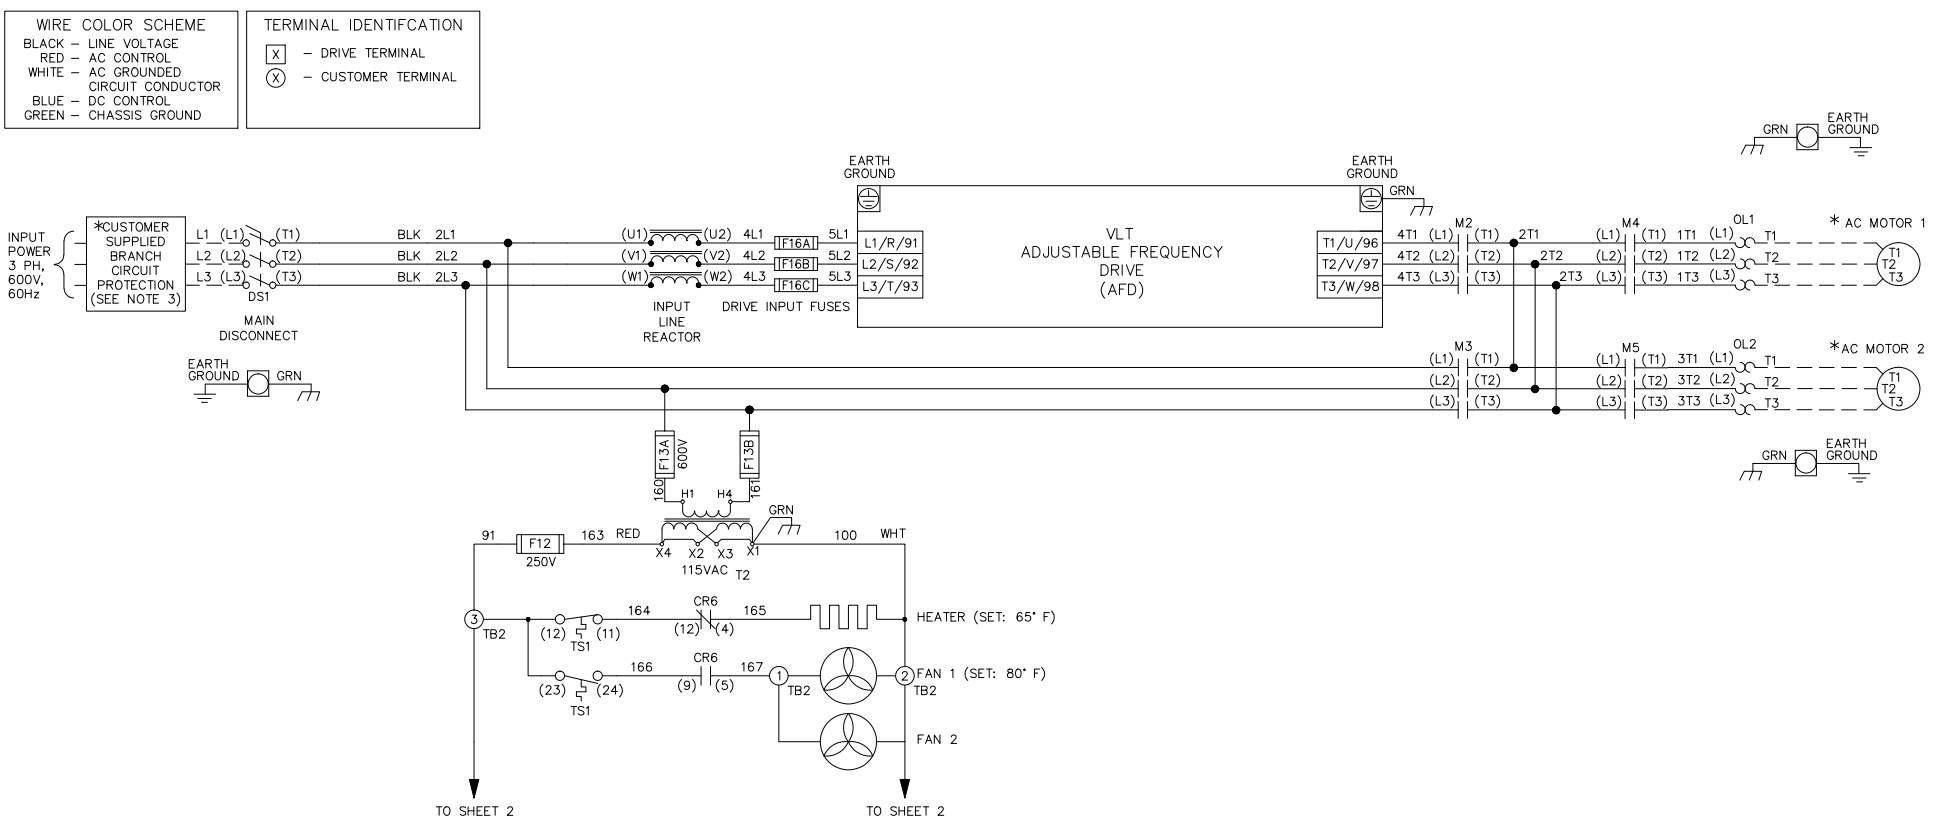 WIRE COLOR SCHEME
BLACK – LINE VOLTAGE
RED – AC CONTROL
WHITE – AC GROUNDED
CIRCUIT CONDUCTOR
BLUE – DC CONTROL
GREEN – CHASSIS GROUND
TERMINAL IDENTIFCATION
X – DRIVE TERMINAL
X – CUSTOMER TERMINAL
GRN
EARTH
GROUND
EARTH
GROUND
EARTH
GROUND
GRN
INPUT
POWER
3 PH,
600V,
60Hz
*CUSTOMER
SUPPLIED
BRANCH
CIRCUIT
PROTECTION
(SEE NOTE 3)
L1 (L1) (T1) BLK 2L1 (U1) (U2) 4L1 F16A 5L1 L1/R/91
L2 (L2) (T2) BLK 2L2 (V1) (V2) 4L2 F16B 5L2 L2/S/92
L3 (L3) (T3) BLK 2L3 (W1) (W2) 4L3 F16C 5L3 L3/T/93
DS1
MAIN
DISCONNECT
INPUT
LINE
REACTOR
DRIVE INPUT FUSES
VLT
ADJUSTABLE FREQUENCY
DRIVE
(AFD)
M2 M4 OL1 * AC MOTOR 1
T1/U/96 4T1 (L1) (T1) 2T1 (L1) (T1) 1T1 (L1) T1 T1
T2/V/97 4T2 (L2) (T2) 2T2 (L2) (T2) 1T2 (L2) T2 T2
T3/W/98 4T3 (L3) (T3) 2T3 (L3) (T3) 1T3 (L3) T3 T3
EARTH
GROUND GRN
M3 M5 OL2 *AC MOTOR 2
(L1) (T1) (L1) (T1) 3T1 (L1) T1 T1
(L2) (T2) (L2) (T2) 3T2 (L2) T2 T2
(L3) (T3) (L3) (T3) 3T3 (L3) T3 T3
GRN
EARTH
GROUND
F13A
600V
F13B
160
161
H1 H4
GRN
91 F12 163 RED
250V
X4 X2 X3 X1
100 WHT
115VAC T2
3 TB2
(12) (11) 164 CR6 165
TS1 (12) (4)
HEATER (SET: 65° F)
(23) (24) 166 CR6 167 1
TS1 (9) (5) TB2
2 FAN 1 (SET: 80° F)
TB2
FAN 2
TO SHEET 2
TO SHEET 2